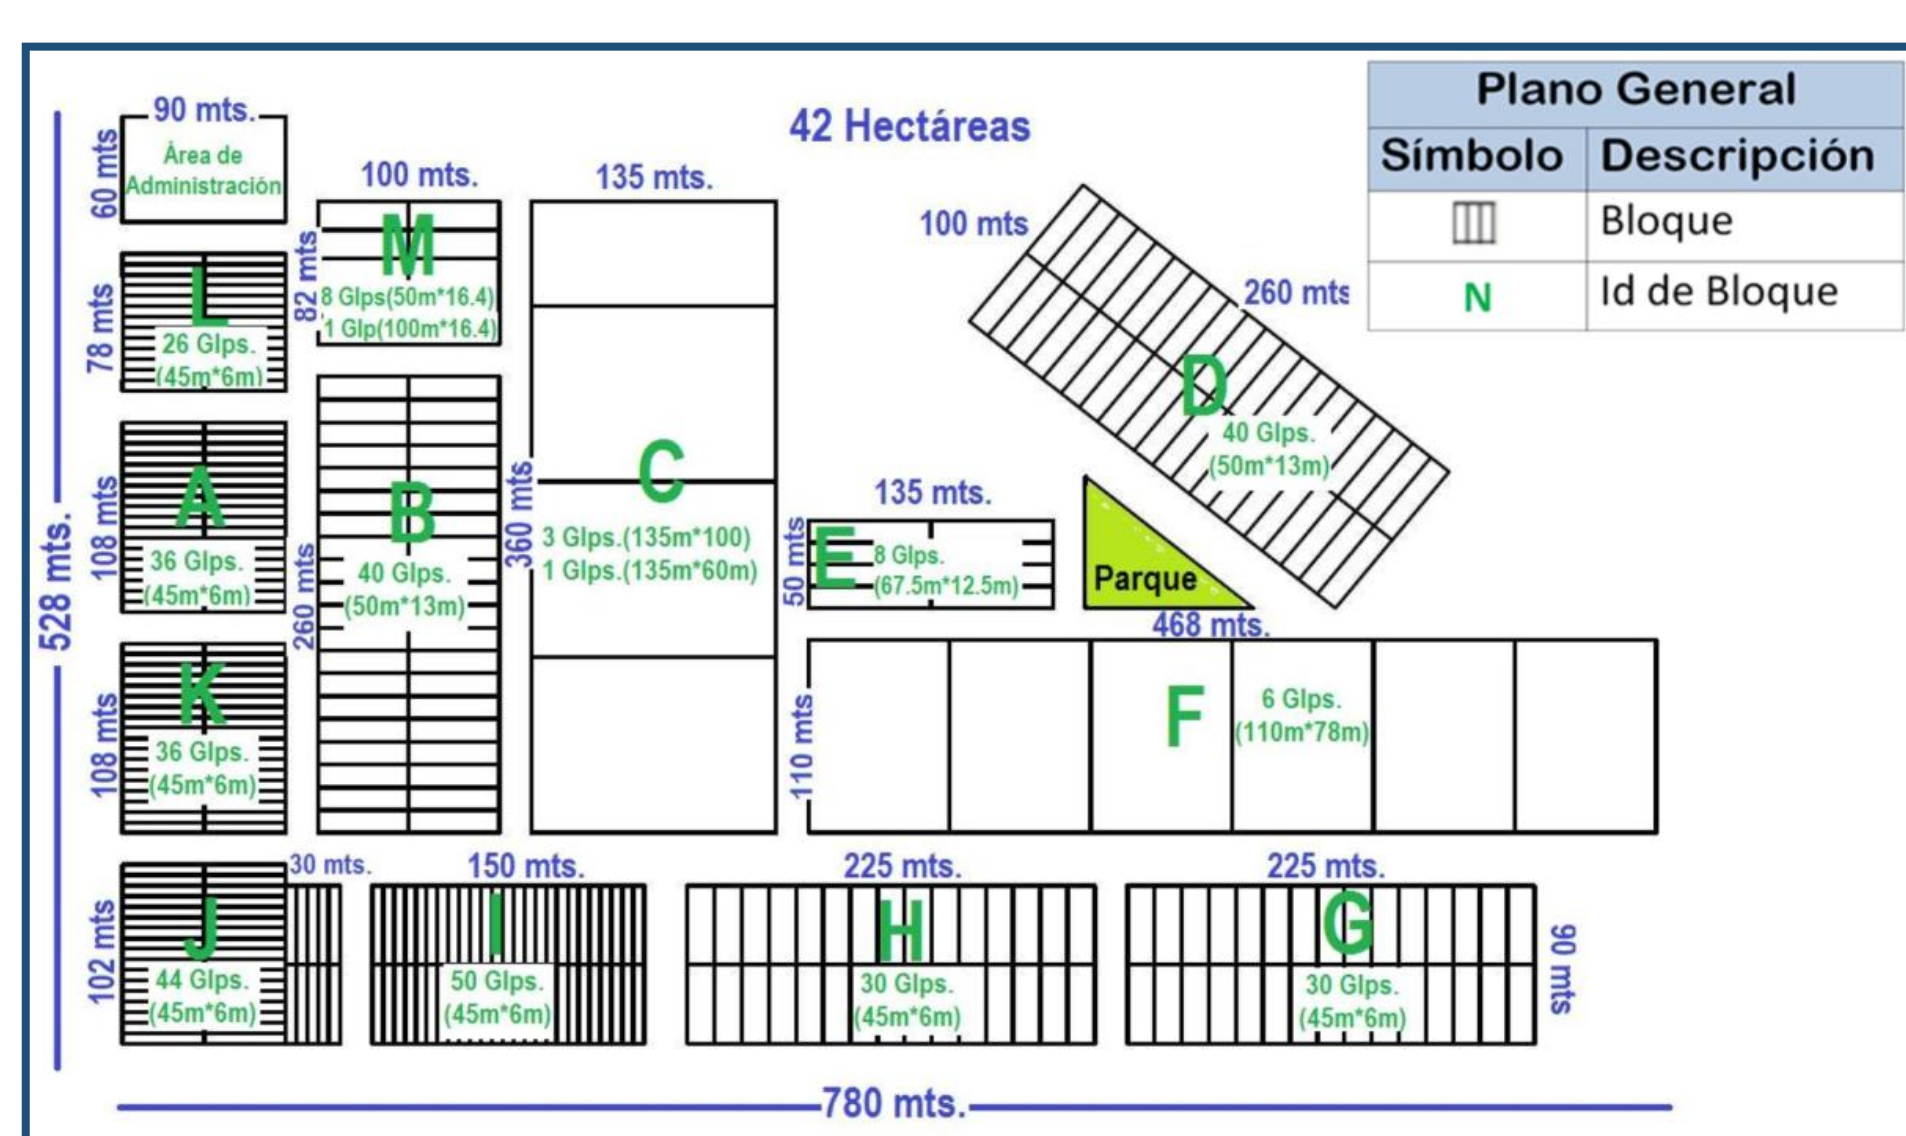 42 Hectáreas
Plano General
Símbolo Descripción
Bloque
N Id de Bloque
528 mts.
780 mts.
90 mts.
60 mts
Área de
Administración
78 mts
L
26 Glps.
(45m*6m)
108 mts
A
36 Glps.
(45m*6m)
108 mts
K
36 Glps.
(45m*6m)
102 mts
30 mts.
J
44 Glps.
(45m*6m)
100 mts.
82 mts
M
8 Glps(50m*16.4)
1 Glp(100m*16.4)
260 mts
B
40 Glps.
(50m*13m)
135 mts.
360 mts
C
3 Glps.(135m*100)
1 Glps.(135m*60m)
100 mts
260 mts
D
40 Glps.
(50m*13m)
135 mts.
50 mts
E
8 Glps.
(67.5m*12.5m)
Parque
468 mts.
110 mts
F
6 Glps.
(110m*78m)
150 mts.
I
50 Glps.
(45m*6m)
225 mts.
H
30 Glps.
(45m*6m)
225 mts.
G
30 Glps.
(45m*6m)
90 mts